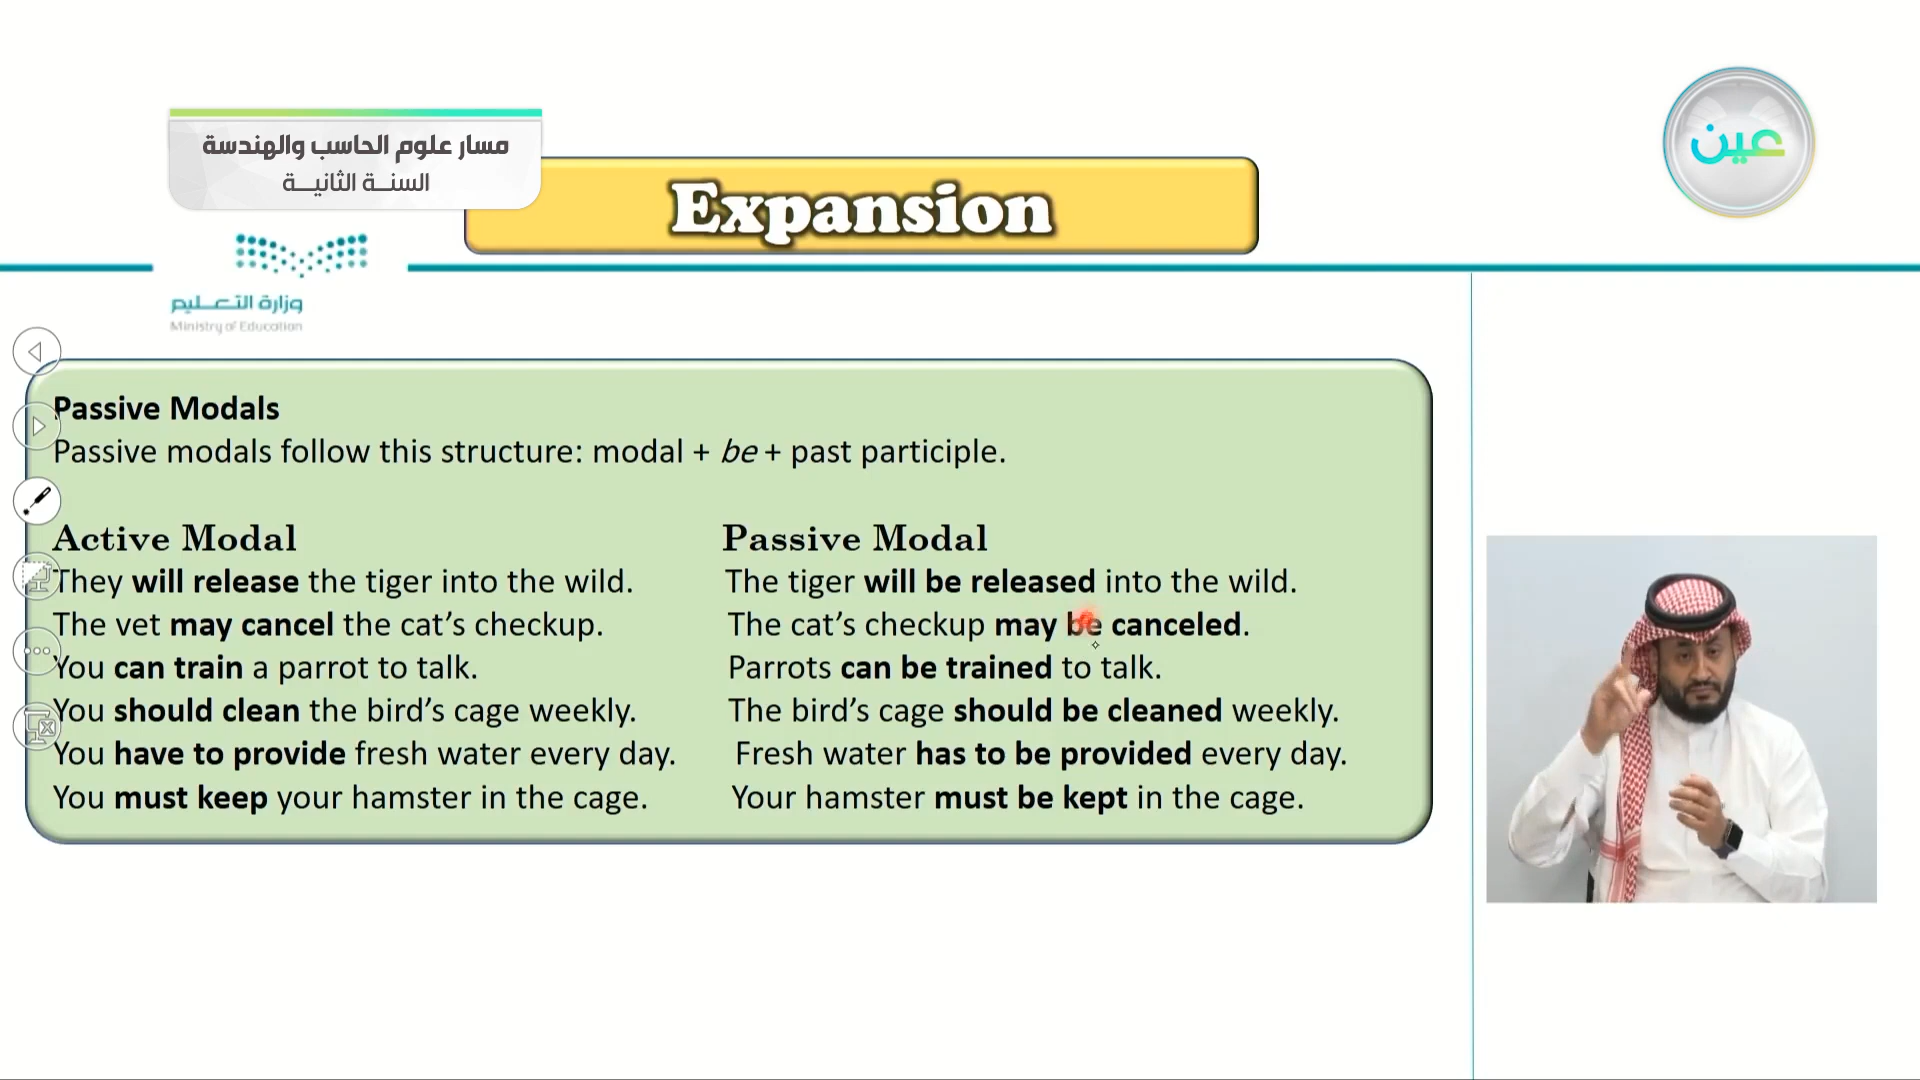 مسار علوم الحاسب والهندسة
السنــة الثانيــة
عين
Expansion
وزارة التعـليم
Ministry of Education
Passive Modals
Passive modals follow this structure: modal + be + past participle.
Active Modal
They will release the tiger into the wild.
The vet may cancel the cat’s checkup.
You can train a parrot to talk.
You should clean the bird’s cage weekly.
You have to provide fresh water every day.
You must keep your hamster in the cage.
Passive Modal
The tiger will be released into the wild.
The cat’s checkup may be canceled.
Parrots can be trained to talk.
The bird’s cage should be cleaned weekly.
Fresh water has to be provided every day.
Your hamster must be kept in the cage.